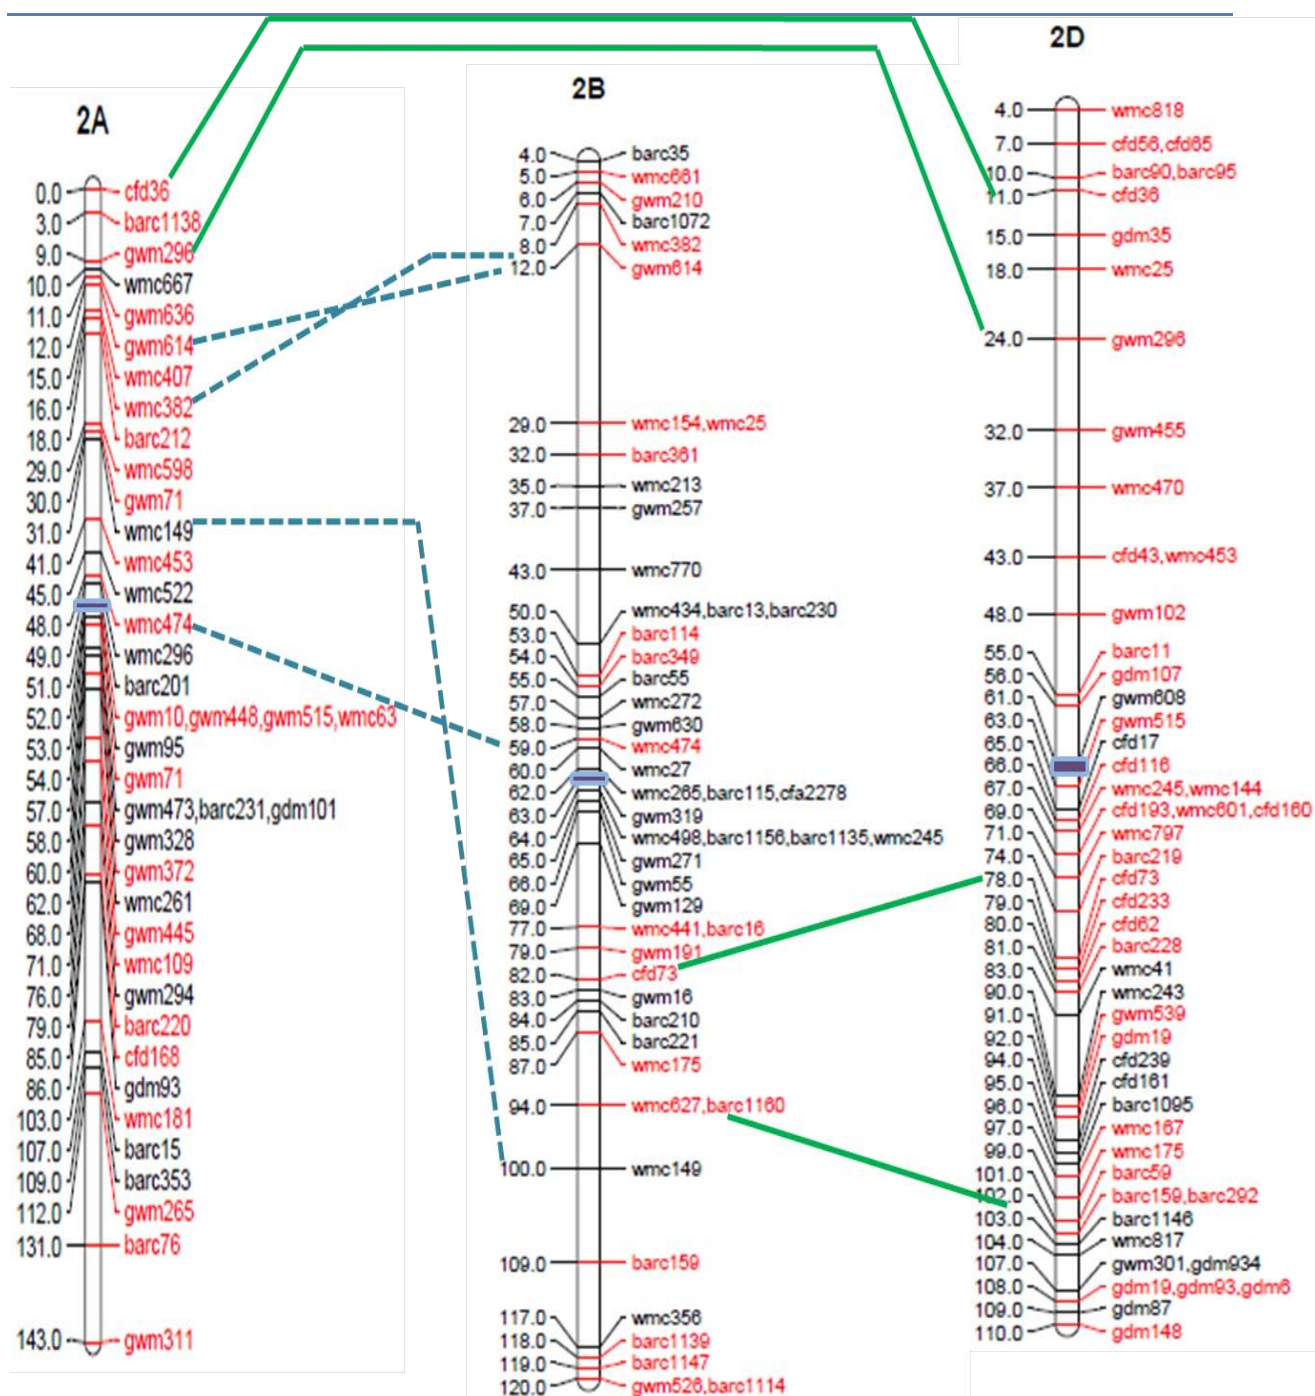 2A
0.0 cfd36
3.0 barc1138
9.0 gwm296
10.0 wmc667
11.0 gwm636
12.0 gwm614
15.0 wmc407
16.0 wmc382
18.0 barc212
29.0 wmc598
30.0 gwm71
31.0 wmc149
41.0 wmc453
45.0 wmc522
48.0 wmc474
49.0 wmc296
51.0 barc201
52.0 gwm10,gwm448,gwm515,wmc63
53.0 gwm95
54.0 gwm71
57.0 gwm473,barc231,gdm101
58.0 gwm328
60.0 gwm372
62.0 wmc261
68.0 gwm445
71.0 wmc109
76.0 gwm294
79.0 barc220
85.0 cfd168
86.0 gdm93
103.0 wmc181
107.0 barc15
109.0 barc353
112.0 gwm265
131.0 barc76
143.0 gwm311
2B
4.0 barc35
5.0 wmc661
6.0 gwm210
7.0 barc1072
8.0 wmc382
12.0 gwm614
29.0 wmc154,wmc25
32.0 barc361
35.0 wmc213
37.0 gwm257
43.0 wmc770
50.0 wmc434,barc13,barc230
53.0 barc114
54.0 barc349
55.0 barc55
57.0 wmc272
58.0 gwm630
59.0 wmc474
60.0 wmc27
62.0 wmc265,barc115,cfa2278
63.0 gwm319
64.0 wmc498,barc1156,barc1135,wmc245
65.0 gwm271
66.0 gwm55
69.0 gwm129
77.0 wmc441,barc16
79.0 gwm191
82.0 cfd73
83.0 gwm16
84.0 barc210
85.0 barc221
87.0 wmc175
94.0 wmc627,barc1160
100.0 wmc149
109.0 barc159
117.0 wmc356
118.0 barc1139
119.0 barc1147
120.0 gwm526,barc1114
2D
4.0 wmc818
7.0 cfd56,cfd65
10.0 barc90,barc95
11.0 cfd36
15.0 gdm35
18.0 wmc25
24.0 gwm296
32.0 gwm455
37.0 wmc470
43.0 cfd43,wmc453
48.0 gwm102
55.0 barc11
56.0 gdm107
61.0 gwm608
63.0 gwm515
65.0 cfd17
66.0 cfd116
67.0 wmc245,wmc144
69.0 cfd193,wmc601,cfd160
71.0 wmc797
74.0 barc219
78.0 cfd73
79.0 cfd233
80.0 cfd62
81.0 barc228
83.0 wmc41
90.0 wmc243
91.0 gwm539
92.0 gdm19
94.0 cfd239
95.0 cfd161
96.0 barc1095
97.0 wmc167
99.0 wmc175
101.0 barc59
102.0 barc159,barc292
103.0 barc1146
104.0 wmc817
107.0 gwm301,gdm934
108.0 gdm19,gdm93,gdm6
109.0 gdm87
110.0 gdm148